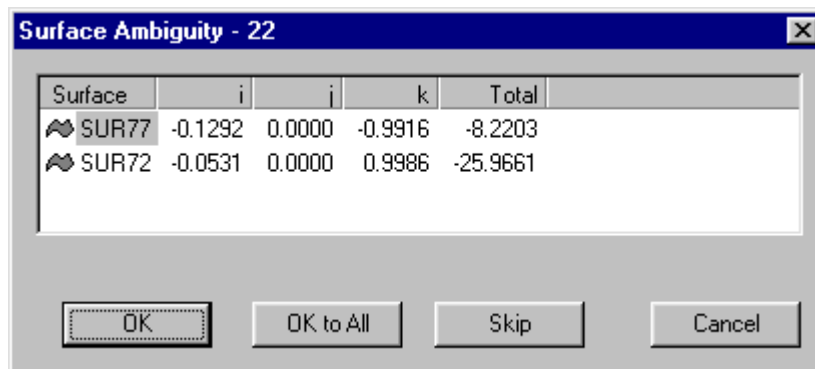 Surface Ambiguity - 22
Surface i j k Total
SUR77 -0.1292 0.0000 -0.9916 -8.2203
SUR72 -0.0531 0.0000 0.9986 -25.9661
OK OK to All Skip Cancel